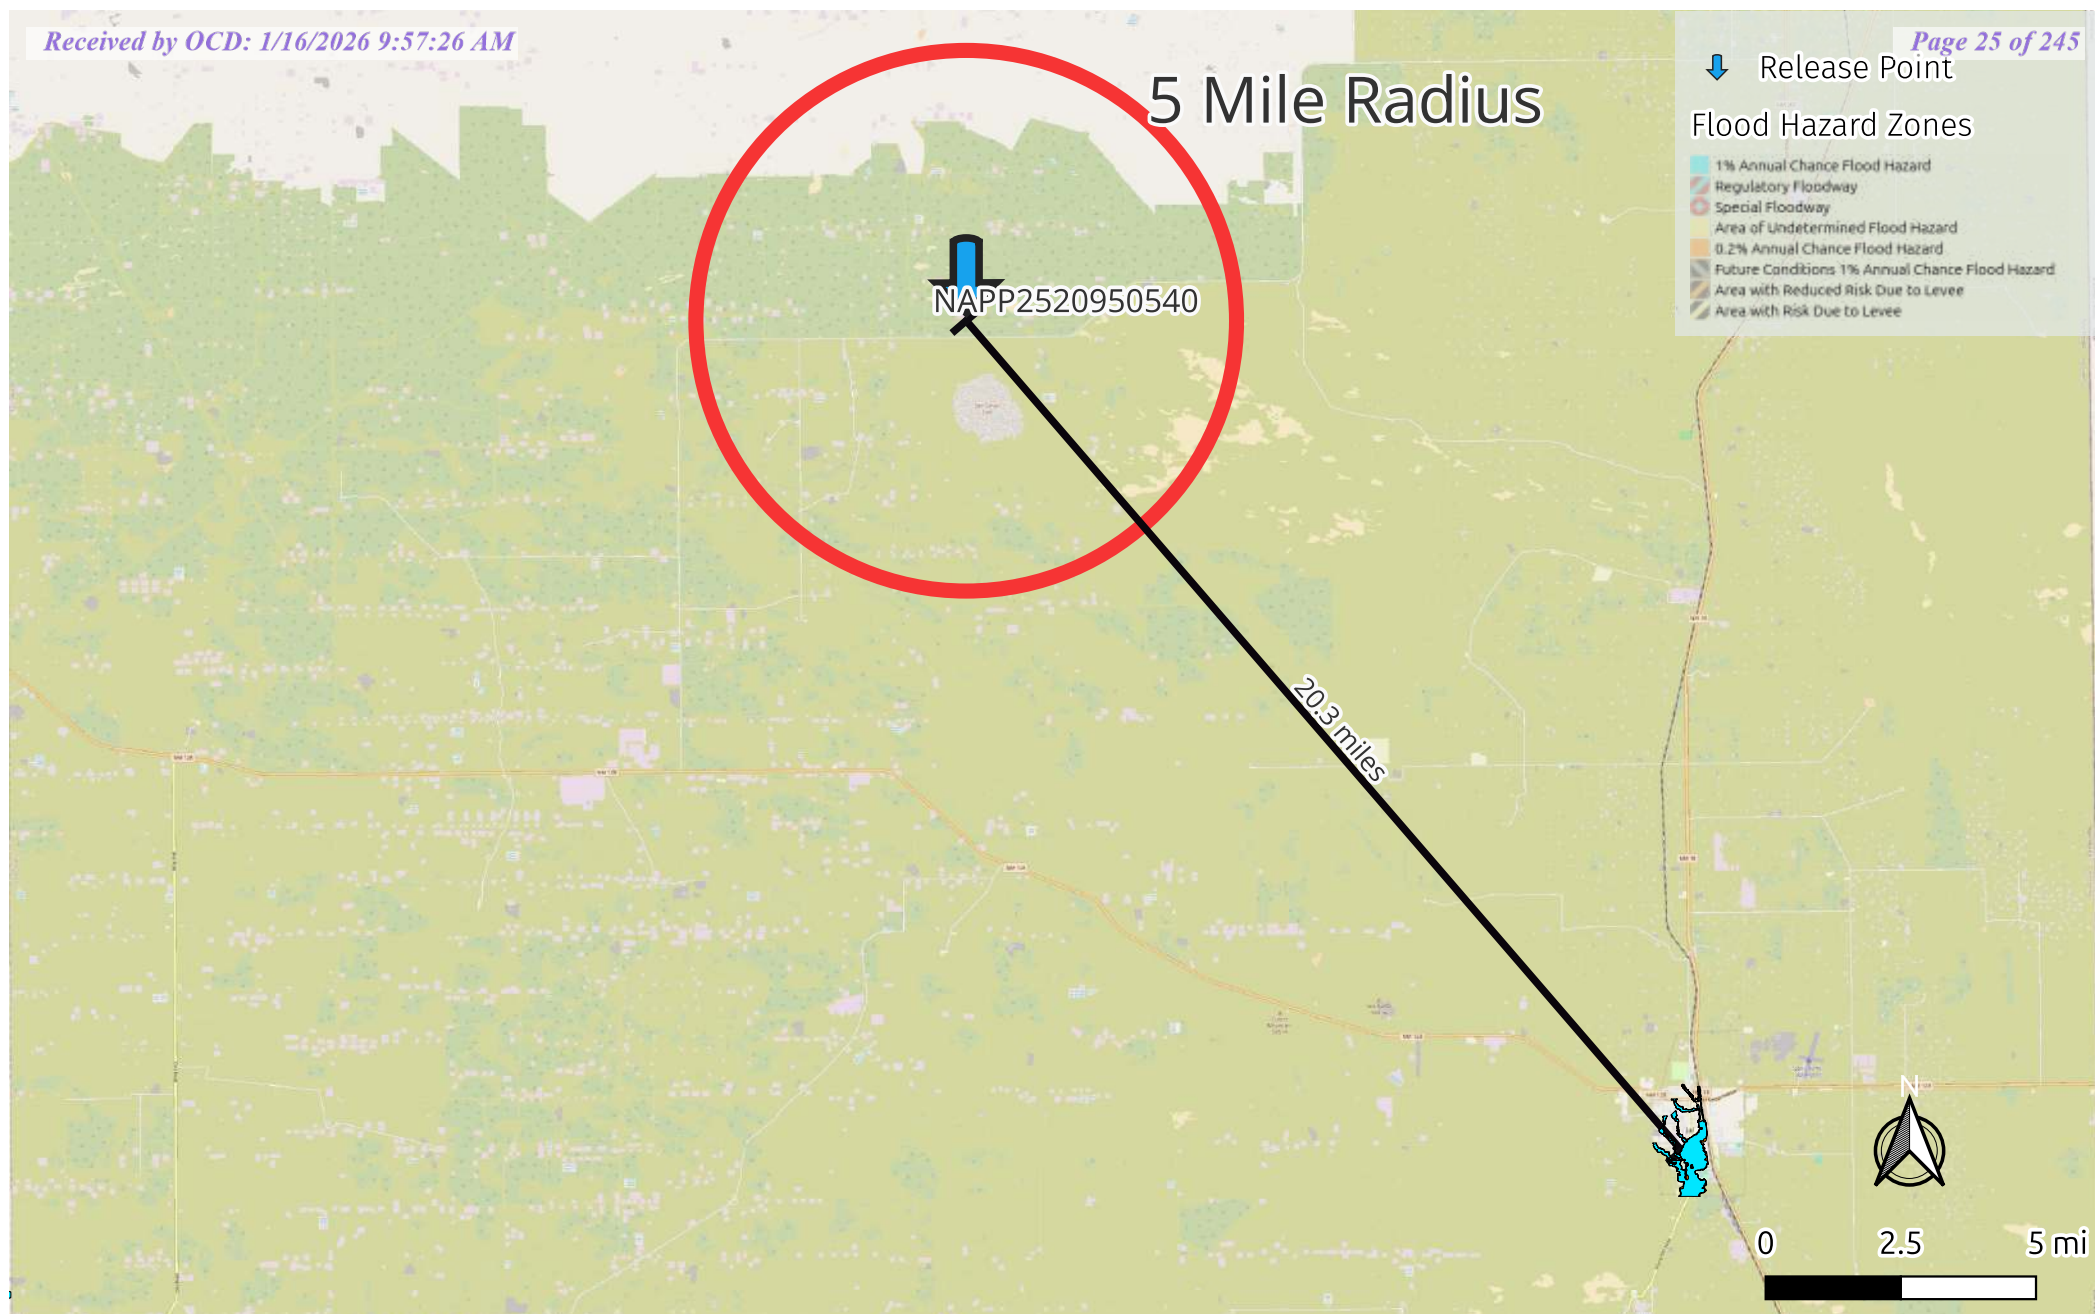 Received by OCD: 1/16/2026 9:57:26 AM
Page 25 of 245
5 Mile Radius
Release Point
Flood Hazard Zones
1% Annual Chance Flood Hazard
Regulatory Floodway
Special Floodway
Area of Undetermined Flood Hazard
0.2% Annual Chance Flood Hazard
Future Conditions 1% Annual Chance Flood Hazard
Area with Reduced Risk Due to Levee
Area with Risk Due to Levee
NAPP2520950540
20.3 miles
N
0 2.5 5 mi